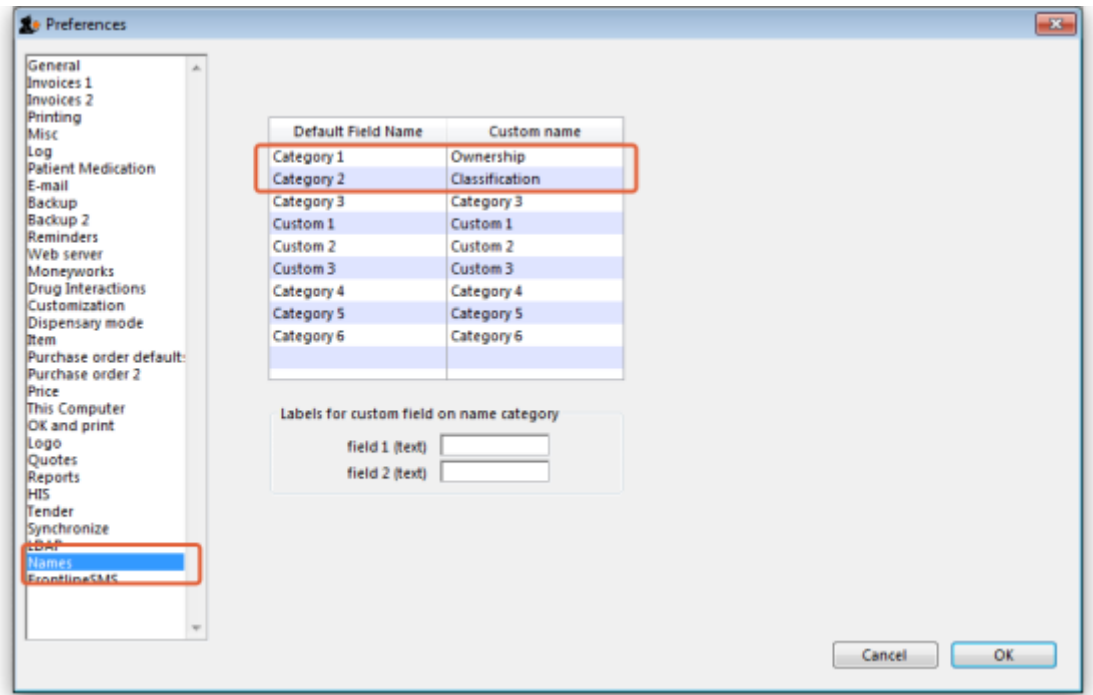 Preferences
General
Invoices 1
Invoices 2
Printing
Misc
Log
Patient Medication
E-mail
Backup
Backup 2
Reminders
Web server
Moneyworks
Drug Interactions
Customization
Dispensary mode
Item
Purchase order default:
Purchase order 2
Price
This Computer
OK and print
Logo
Quotes
Reports
HIS
Tender
Synchronize
LDAP
Names
FrontlineSMS
Default Field Name Custom name
Category 1 Ownership
Category 2 Classification
Category 3 Category 3
Custom 1 Custom 1
Custom 2 Custom 2
Custom 3 Custom 3
Category 4 Category 4
Category 5 Category 5
Category 6 Category 6
Labels for custom field on name category
field 1 (text)
field 2 (text)
Cancel OK